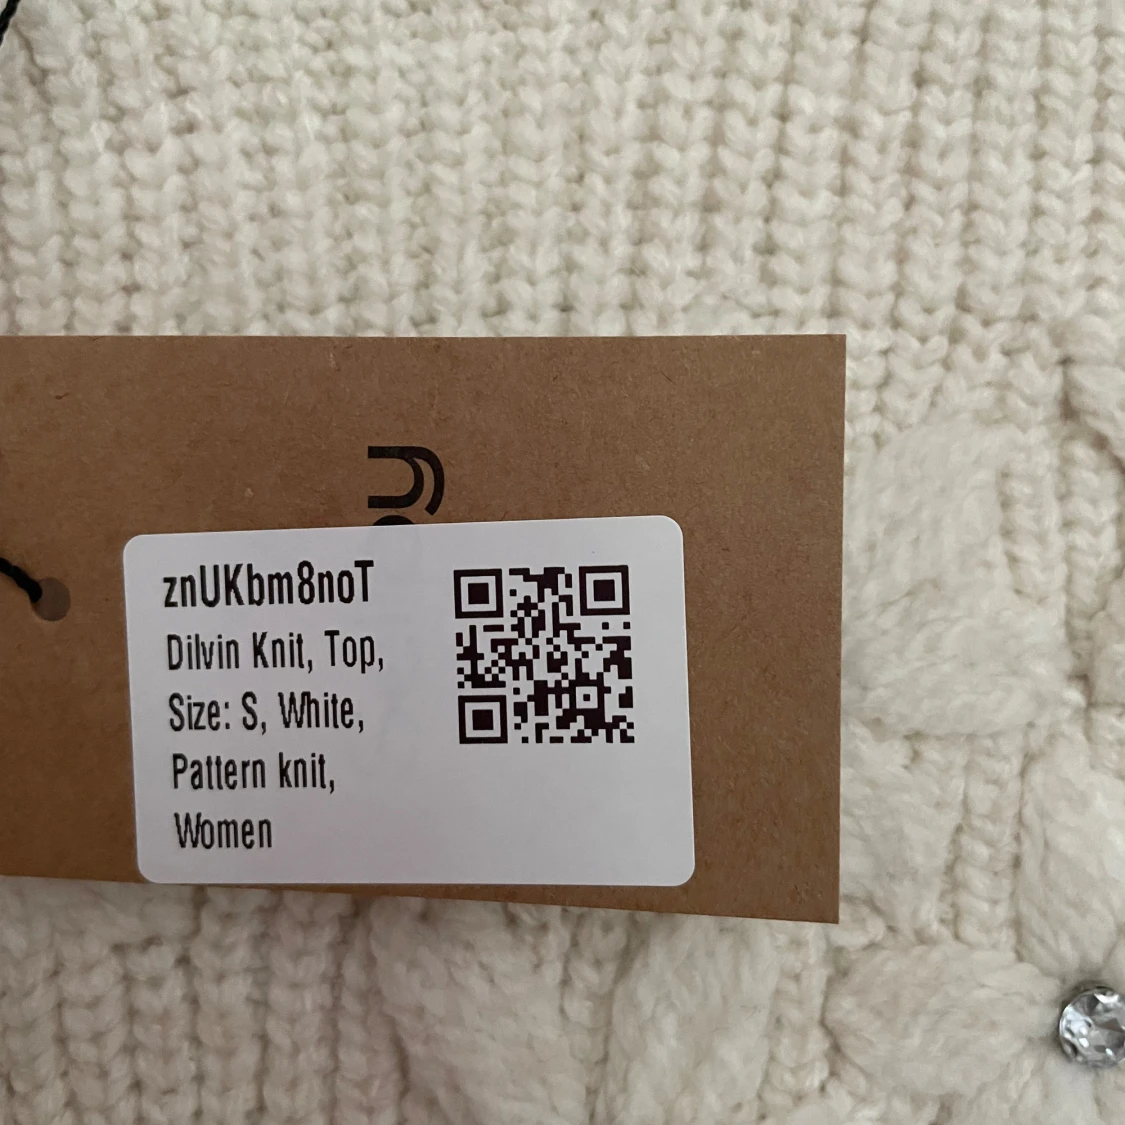 znUKbm8noT
Dilvin Knit, Top,
Size: S, White,
Pattern knit,
Women